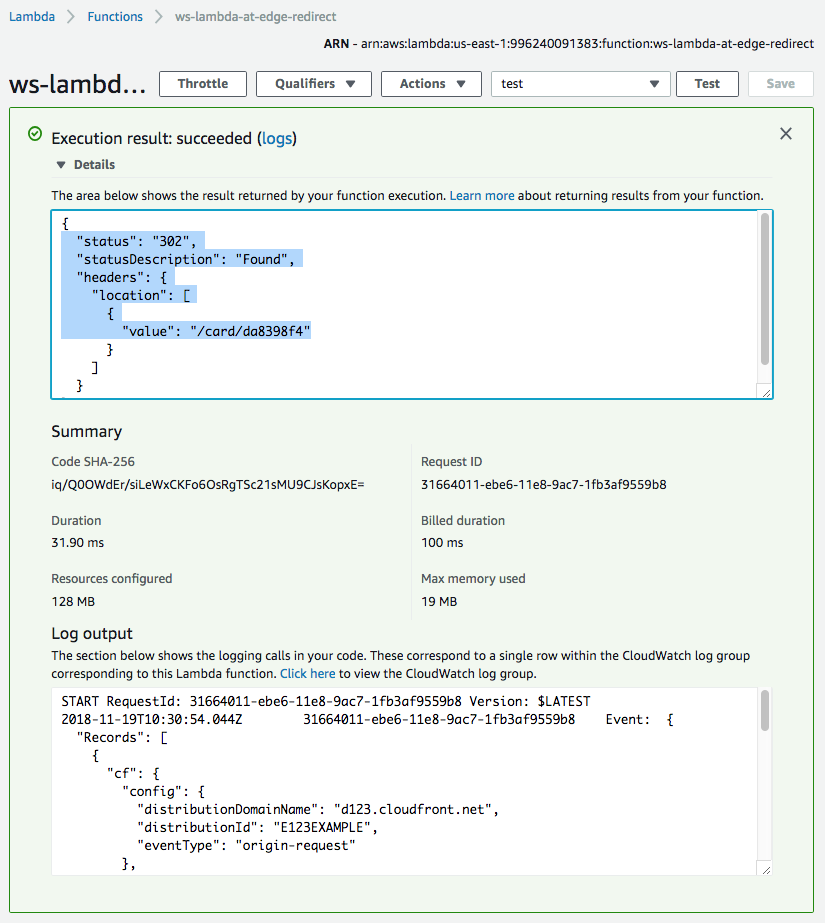 Lambda Functions ws-lambda-at-edge-redirect
ARN - arn:aws:lambda:us-east-1:996240091383:function:ws-lambda-at-edge-redirect
ws-lambd... Throttle Qualifiers Actions test Test Save
Execution result: succeeded (logs)
Details
The area below shows the result returned by your function execution. Learn more about returning results from your function.
{
"status": "302",
"statusDescription": "Found",
"headers": {
"location": [
{
"value": "/card/da8398f4"
}
]
}
Summary
Code SHA-256 Request ID
iq/Q0OWdEr/siLeWxCKFo6OsRgTSc21sMU9CJsKopxE= 31664011-ebe6-11e8-9ac7-1fb3af9559b8
Duration Billed duration
31.90 ms 100 ms
Resources configured Max memory used
128 MB 19 MB
Log output
The section below shows the logging calls in your code. These correspond to a single row within the CloudWatch log group
corresponding to this Lambda function. Click here to view the CloudWatch log group.
START RequestId: 31664011-ebe6-11e8-9ac7-1fb3af9559b8 Version: $LATEST
2018-11-19T10:30:54.044Z 31664011-ebe6-11e8-9ac7-1fb3af9559b8 Event: {
"Records": [
{
"cf": {
"config": {
"distributionDomainName": "d123.cloudfront.net",
"distributionId": "E123EXAMPLE",
"eventType": "origin-request"
},